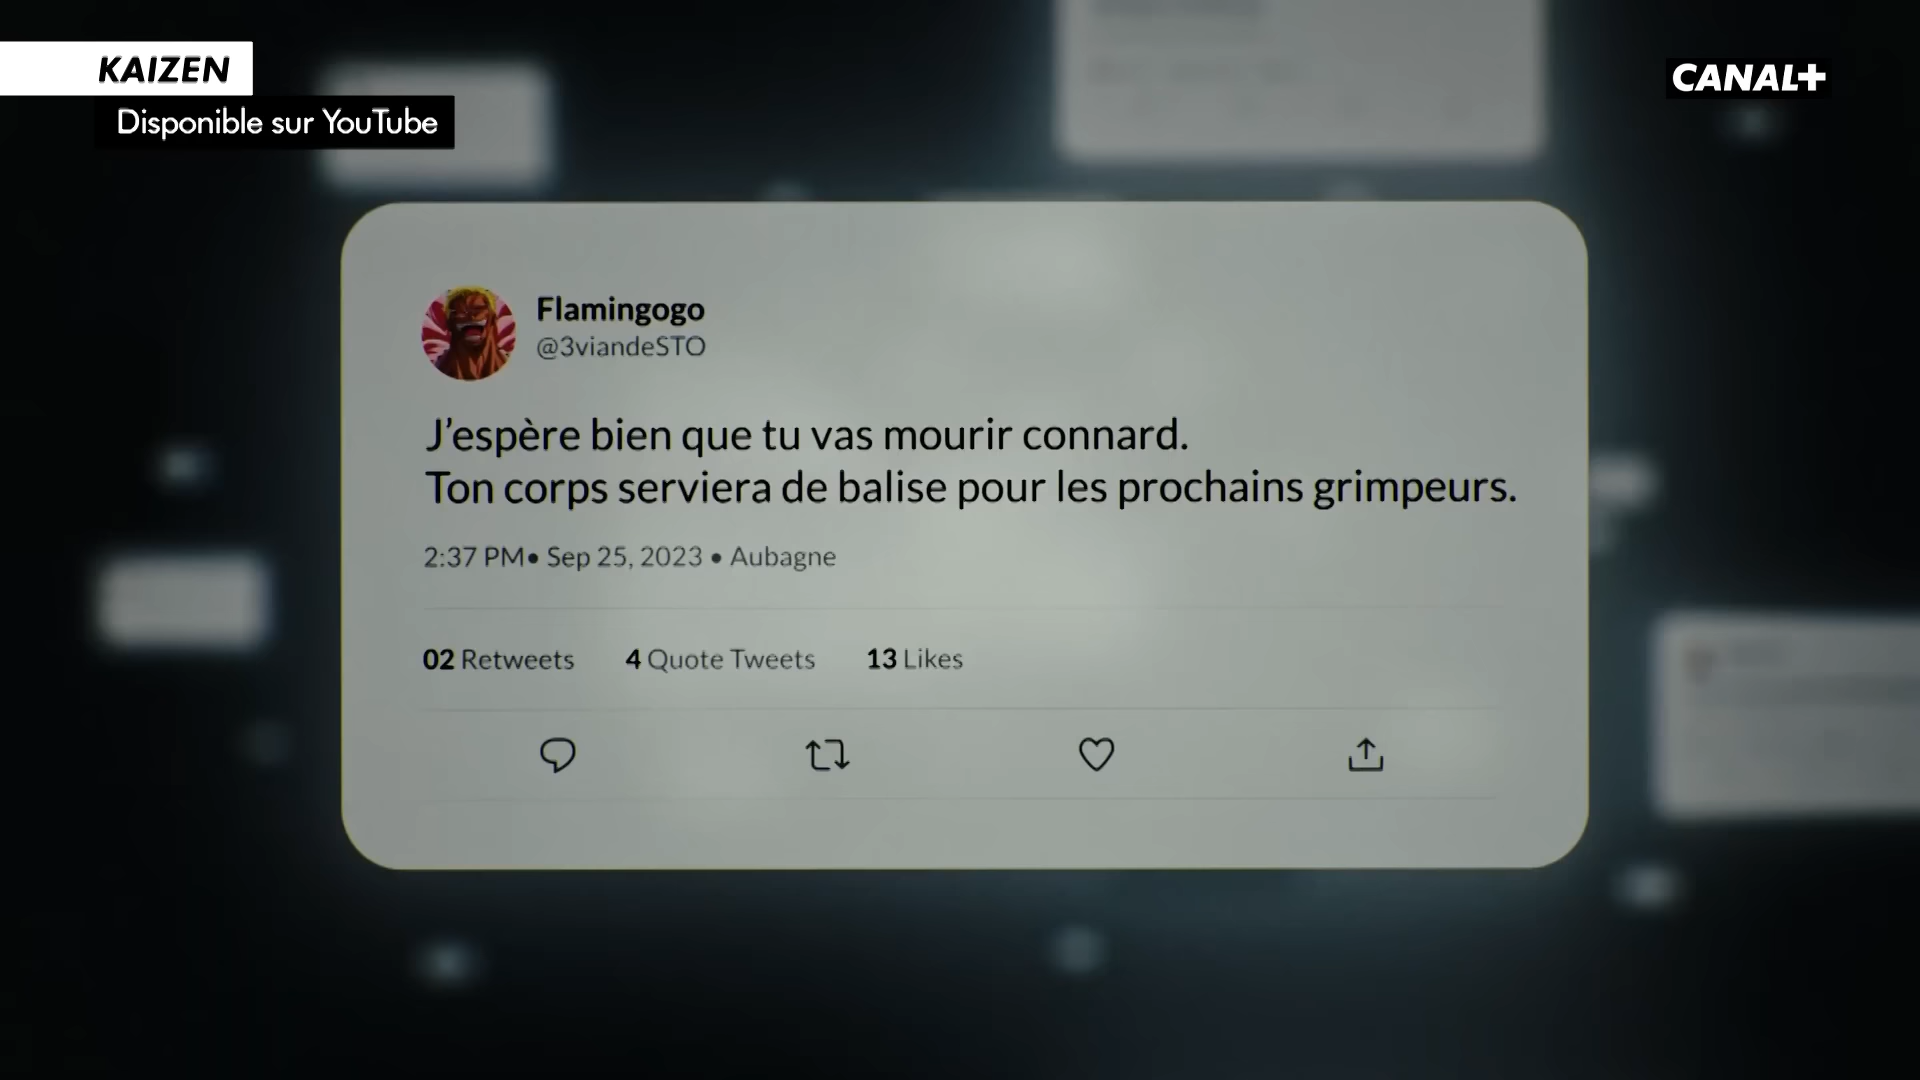 KAIZEN
Disponible sur YouTube
CANAL+
Flamingogo
@3viandeSTO
J'espère bien que tu vas mourir connard.
Ton corps serviera de balise pour les prochains grimpeurs.
2:37 PM• Sep 25, 2023 • Aubagne
02 Retweets 4 Quote Tweets 13 Likes